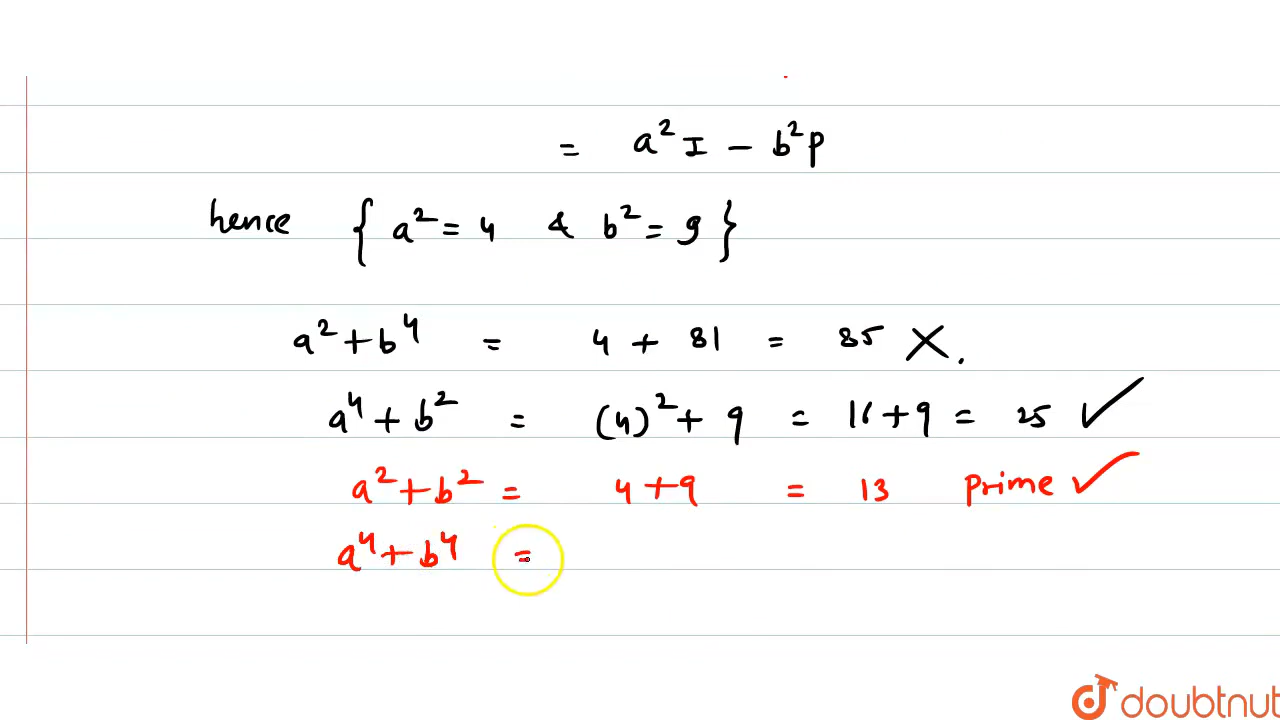 = a²I - b²P
hence { a² = 4 & b² = 9 }
a² + b⁴ = 4 + 81 = 85 ×.
a⁴ + b² = (4)² + 9 = 16 + 9 = 25 ✓
a² + b² = 4 + 9 = 13 prime ✓
a⁴ + b⁴ =
doubtnut